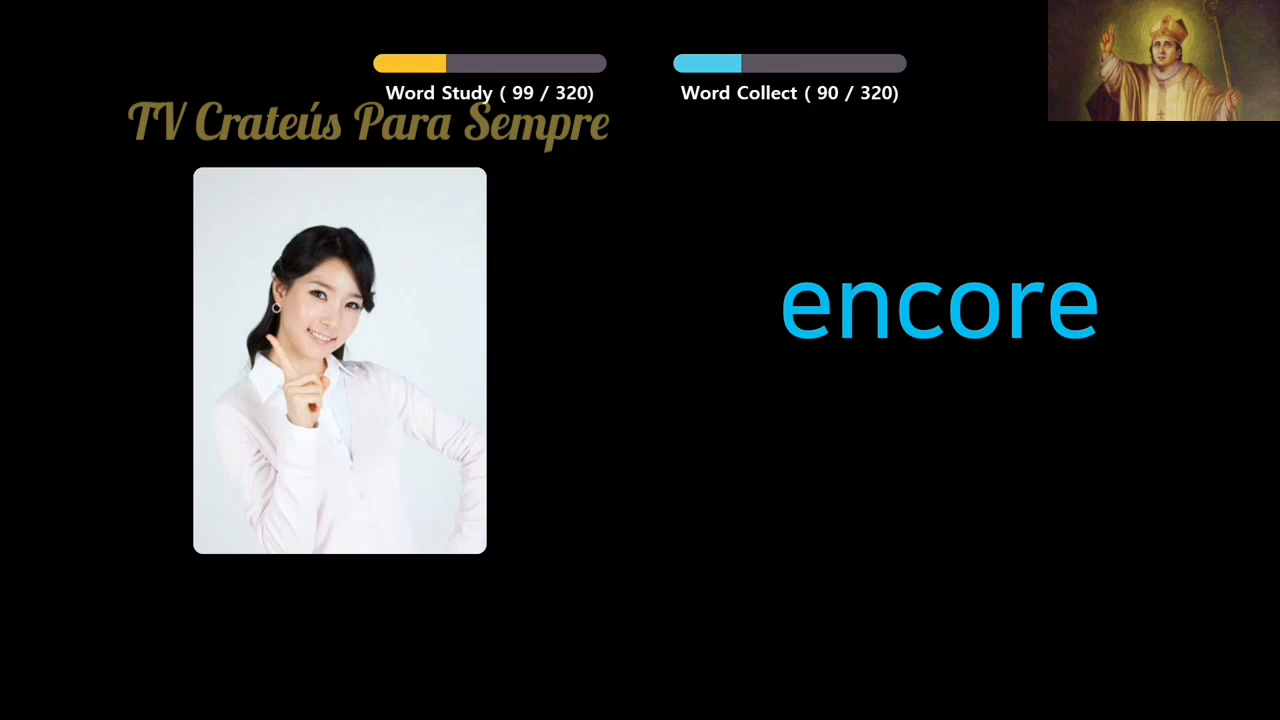 Word Study ( 99 / 320)
Word Collect ( 90 / 320)
TV Crateús Para Sempre
encore